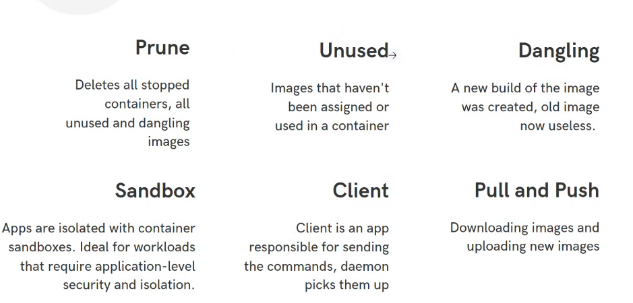 Prune
Deletes all stopped
containers, all
unused and dangling
images
Unused
Images that haven't
been assigned or
used in a container
Dangling
A new build of the image
was created, old image
now useless.
Sandbox
Apps are isolated with container
sandboxes. Ideal for workloads
that require application-level
security and isolation.
Client
Client is an app
responsible for sending
the commands, daemon
picks them up
Pull and Push
Downloading images and
uploading new images